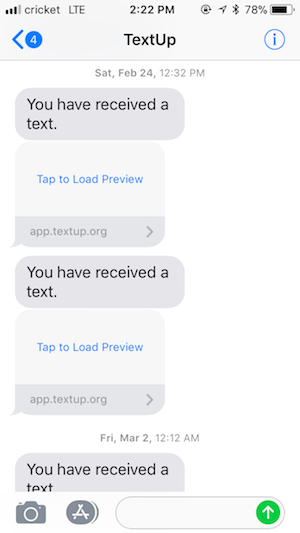 cricket LTE 2:22 PM 78%
4 TextUp i
Sat, Feb 24, 12:32 PM
You have received a
text.
Tap to Load Preview
app.textup.org
You have received a
text.
Tap to Load Preview
app.textup.org
Fri, Mar 2, 12:12 AM
You have received a
text